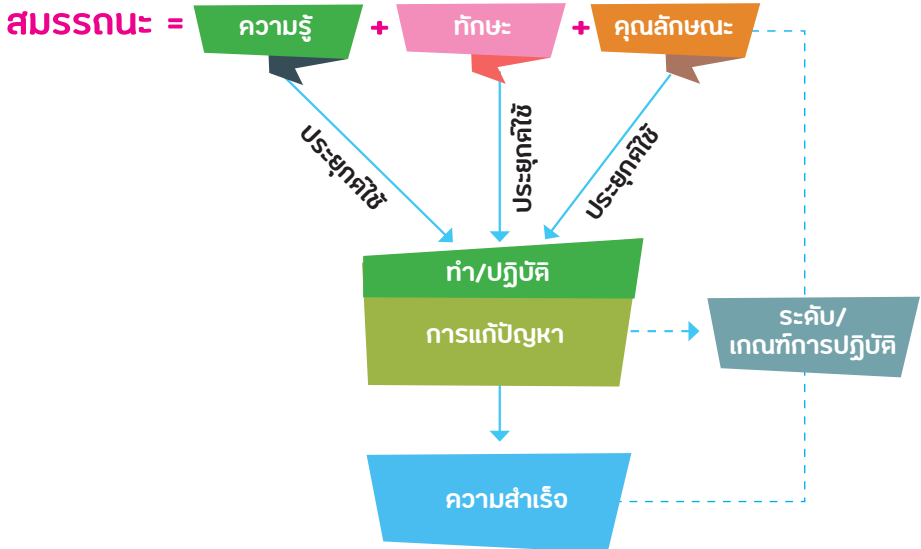 สมรรถนะ = ความรู้ + ทักษะ + คุณลักษณะ
ประยุกต์ใช้
ประยุกต์ใช้
ประยุกต์ใช้
ทำ/ปฏิบัติ
การแก้ปัญหา
ระดับ/
เกณฑ์การปฏิบัติ
ความสำเร็จ